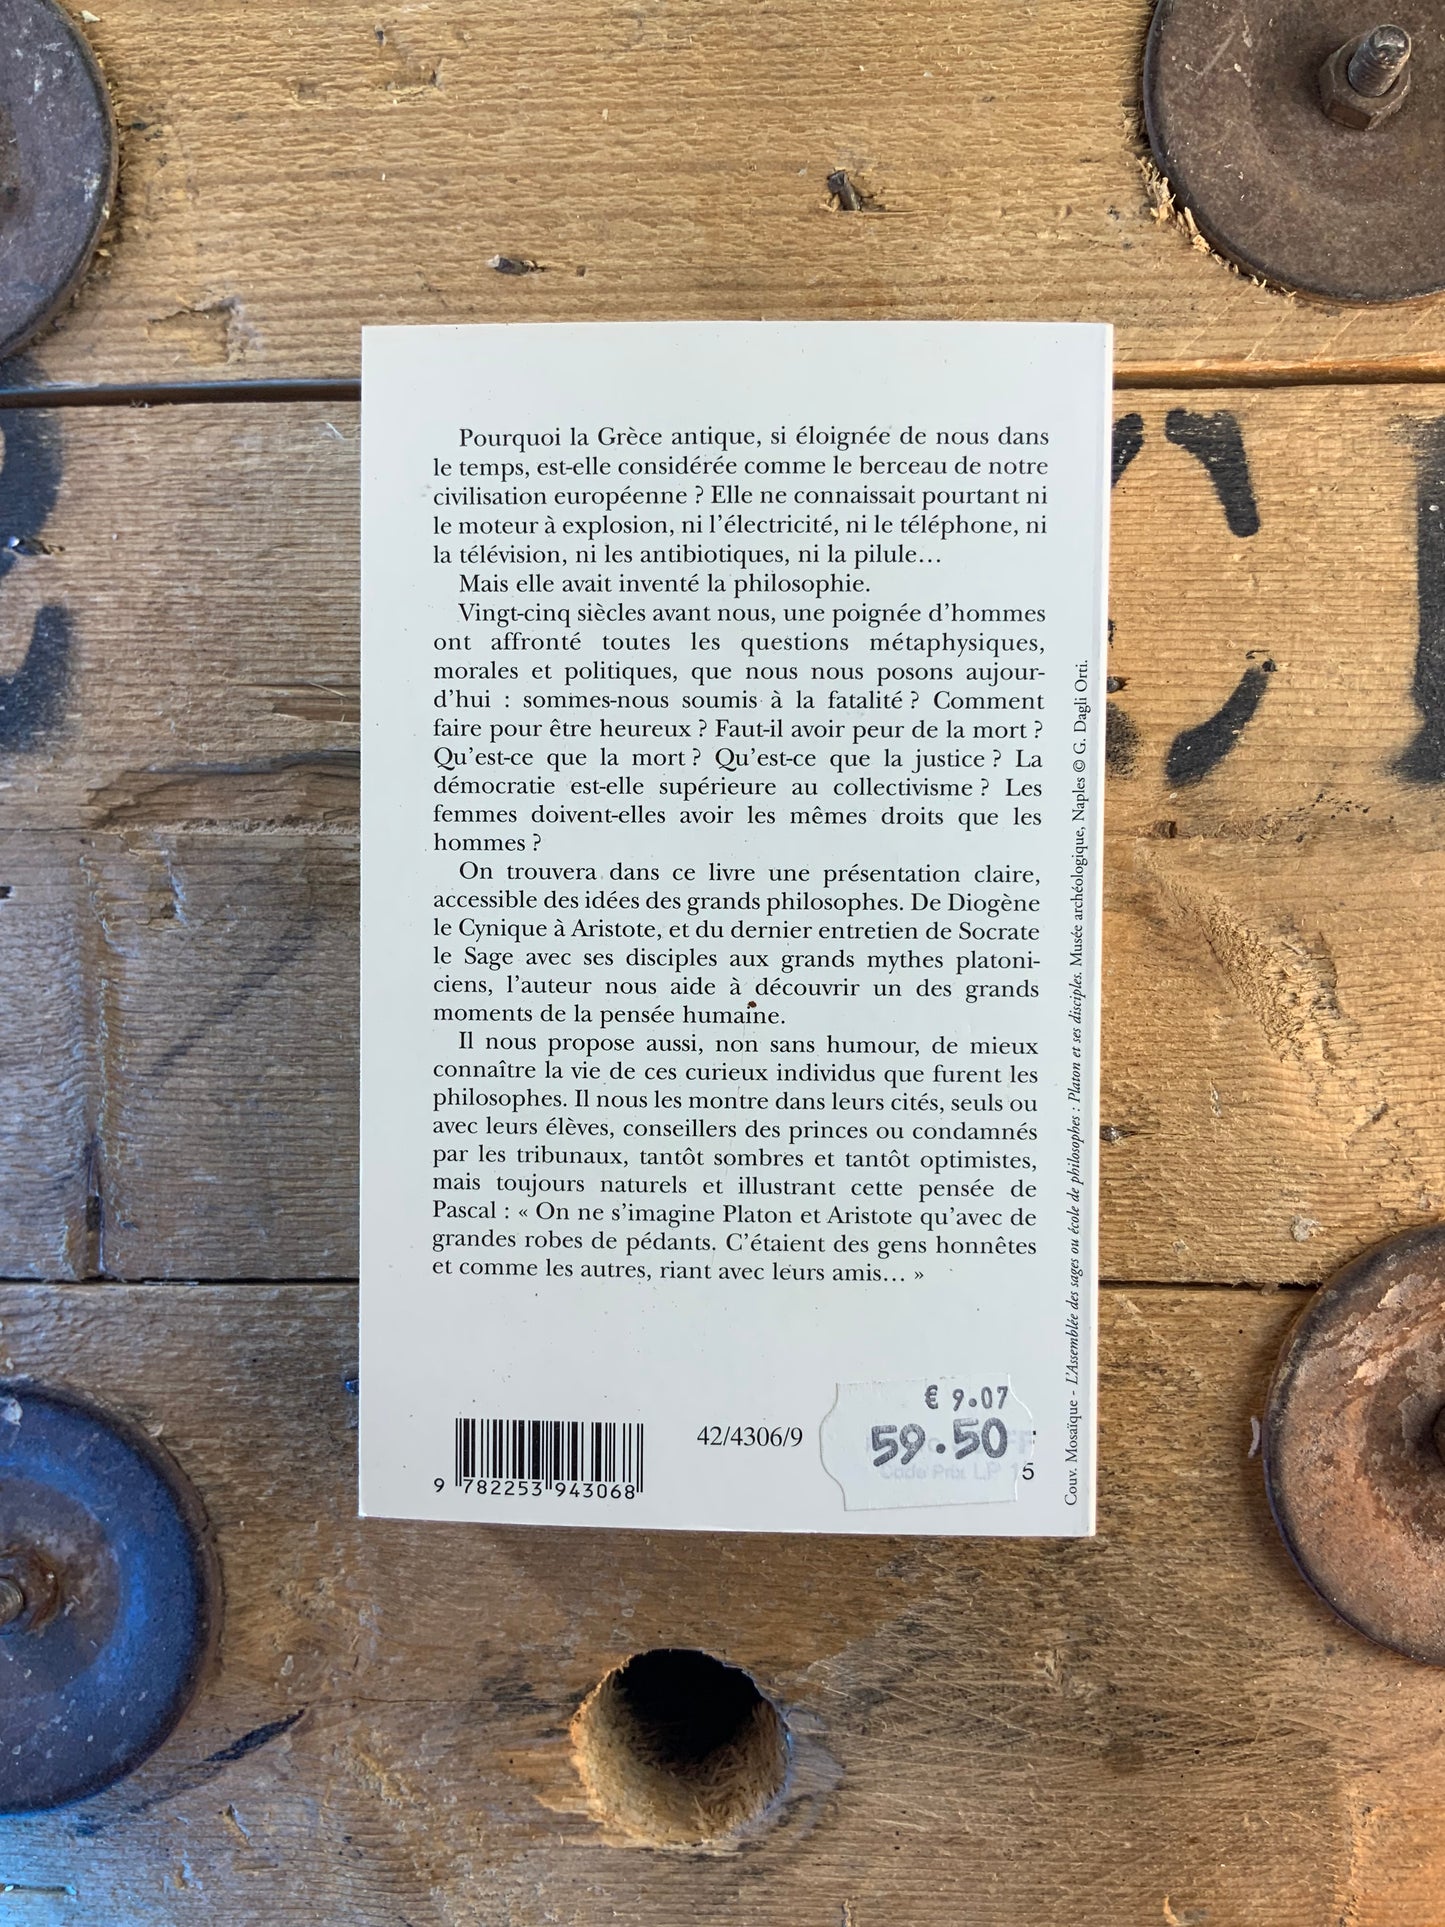 Pourquoi la Grèce antique, si éloignée de nous dans
le temps, est-elle considérée comme le berceau de notre
civilisation européenne ? Elle ne connaissait pourtant ni
le moteur à explosion, ni l'électricité, ni le téléphone, ni
la télévision, ni les antibiotiques, ni la pilule…
Mais elle avait inventé la philosophie.
Vingt-cinq siècles avant nous, une poignée d'hommes
ont affronté toutes les questions métaphysiques,
morales et politiques, que nous nous posons aujour-
d'hui : sommes-nous soumis à la fatalité ? Comment
faire pour être heureux ? Faut-il avoir peur de la mort ?
Qu'est-ce que la mort ? Qu'est-ce que la justice ? La
démocratie est-elle supérieure au collectivisme ? Les
femmes doivent-elles avoir les mêmes droits que les
hommes ?
On trouvera dans ce livre une présentation claire,
accessible des idées des grands philosophes. De Diogène
le Cynique à Aristote, et du dernier entretien de Socrate
le Sage avec ses disciples aux grands mythes platoni-
ciens, l'auteur nous aide à découvrir un des grands
moments de la pensée humaine.
Il nous propose aussi, non sans humour, de mieux
connaître la vie de ces curieux individus que furent les
philosophes. Il nous les montre dans leurs cités, seuls ou
avec leurs élèves, conseillers des princes ou condamnés
par les tribunaux, tantôt sombres et tantôt optimistes,
mais toujours naturels et illustrant cette pensée de
Pascal : « On ne s'imagine Platon et Aristote qu'avec de
grandes robes de pédants. C'étaient des gens honnêtes
et comme les autres, riant avec leurs amis… »
Couv. Mosaïque - L'Assemblée des sages ou école de philosophes : Platon et ses disciples. Musée archéologique, Naples © G. Dagli Orti.
€ 9.07
59.50
42/4306/9
5
9 782253 943068